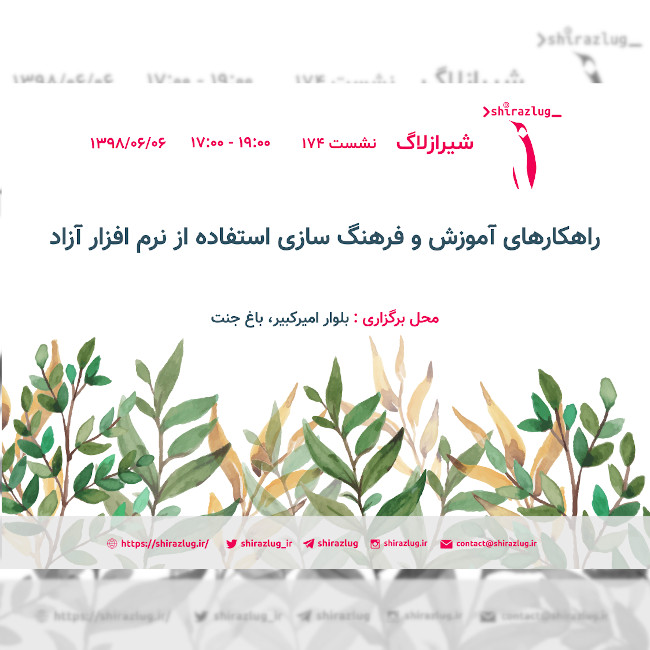 >shirazlug_
شیرازلاگ نشست ۱۷۴ ۱۷:۰۰ - ۱۹:۰۰ ۱۳۹۸/۰۶/۰۶
راهکارهای آموزش و فرهنگ سازی استفاده از نرم افزار آزاد
محل برگزاری : بلوار امیرکبیر، باغ جنت
https://shirazlug.ir/ shirazlug_ir shirazlug shirazlug.ir contact@shirazlug.ir